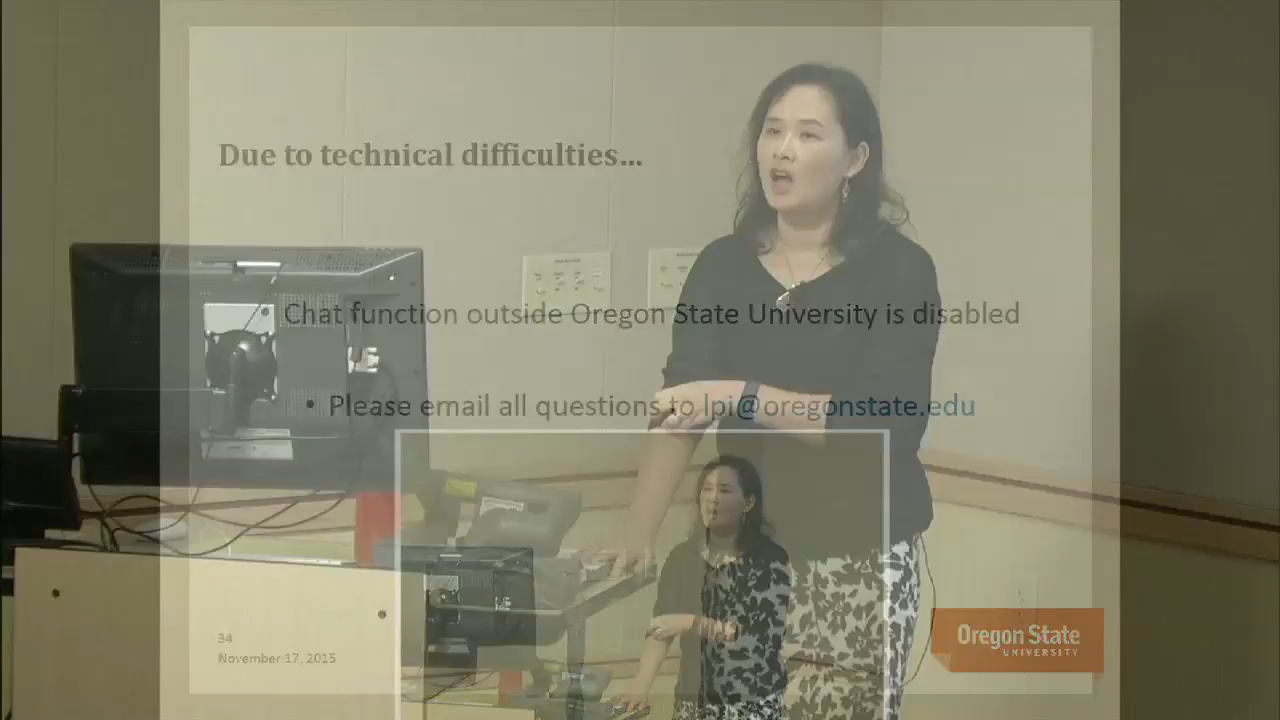 Due to technical difficulties...
Chat function outside Oregon State University is disabled
• Please email all questions to lpi@oregonstate.edu
34
November 17, 2015
Oregon State
UNIVERSITY